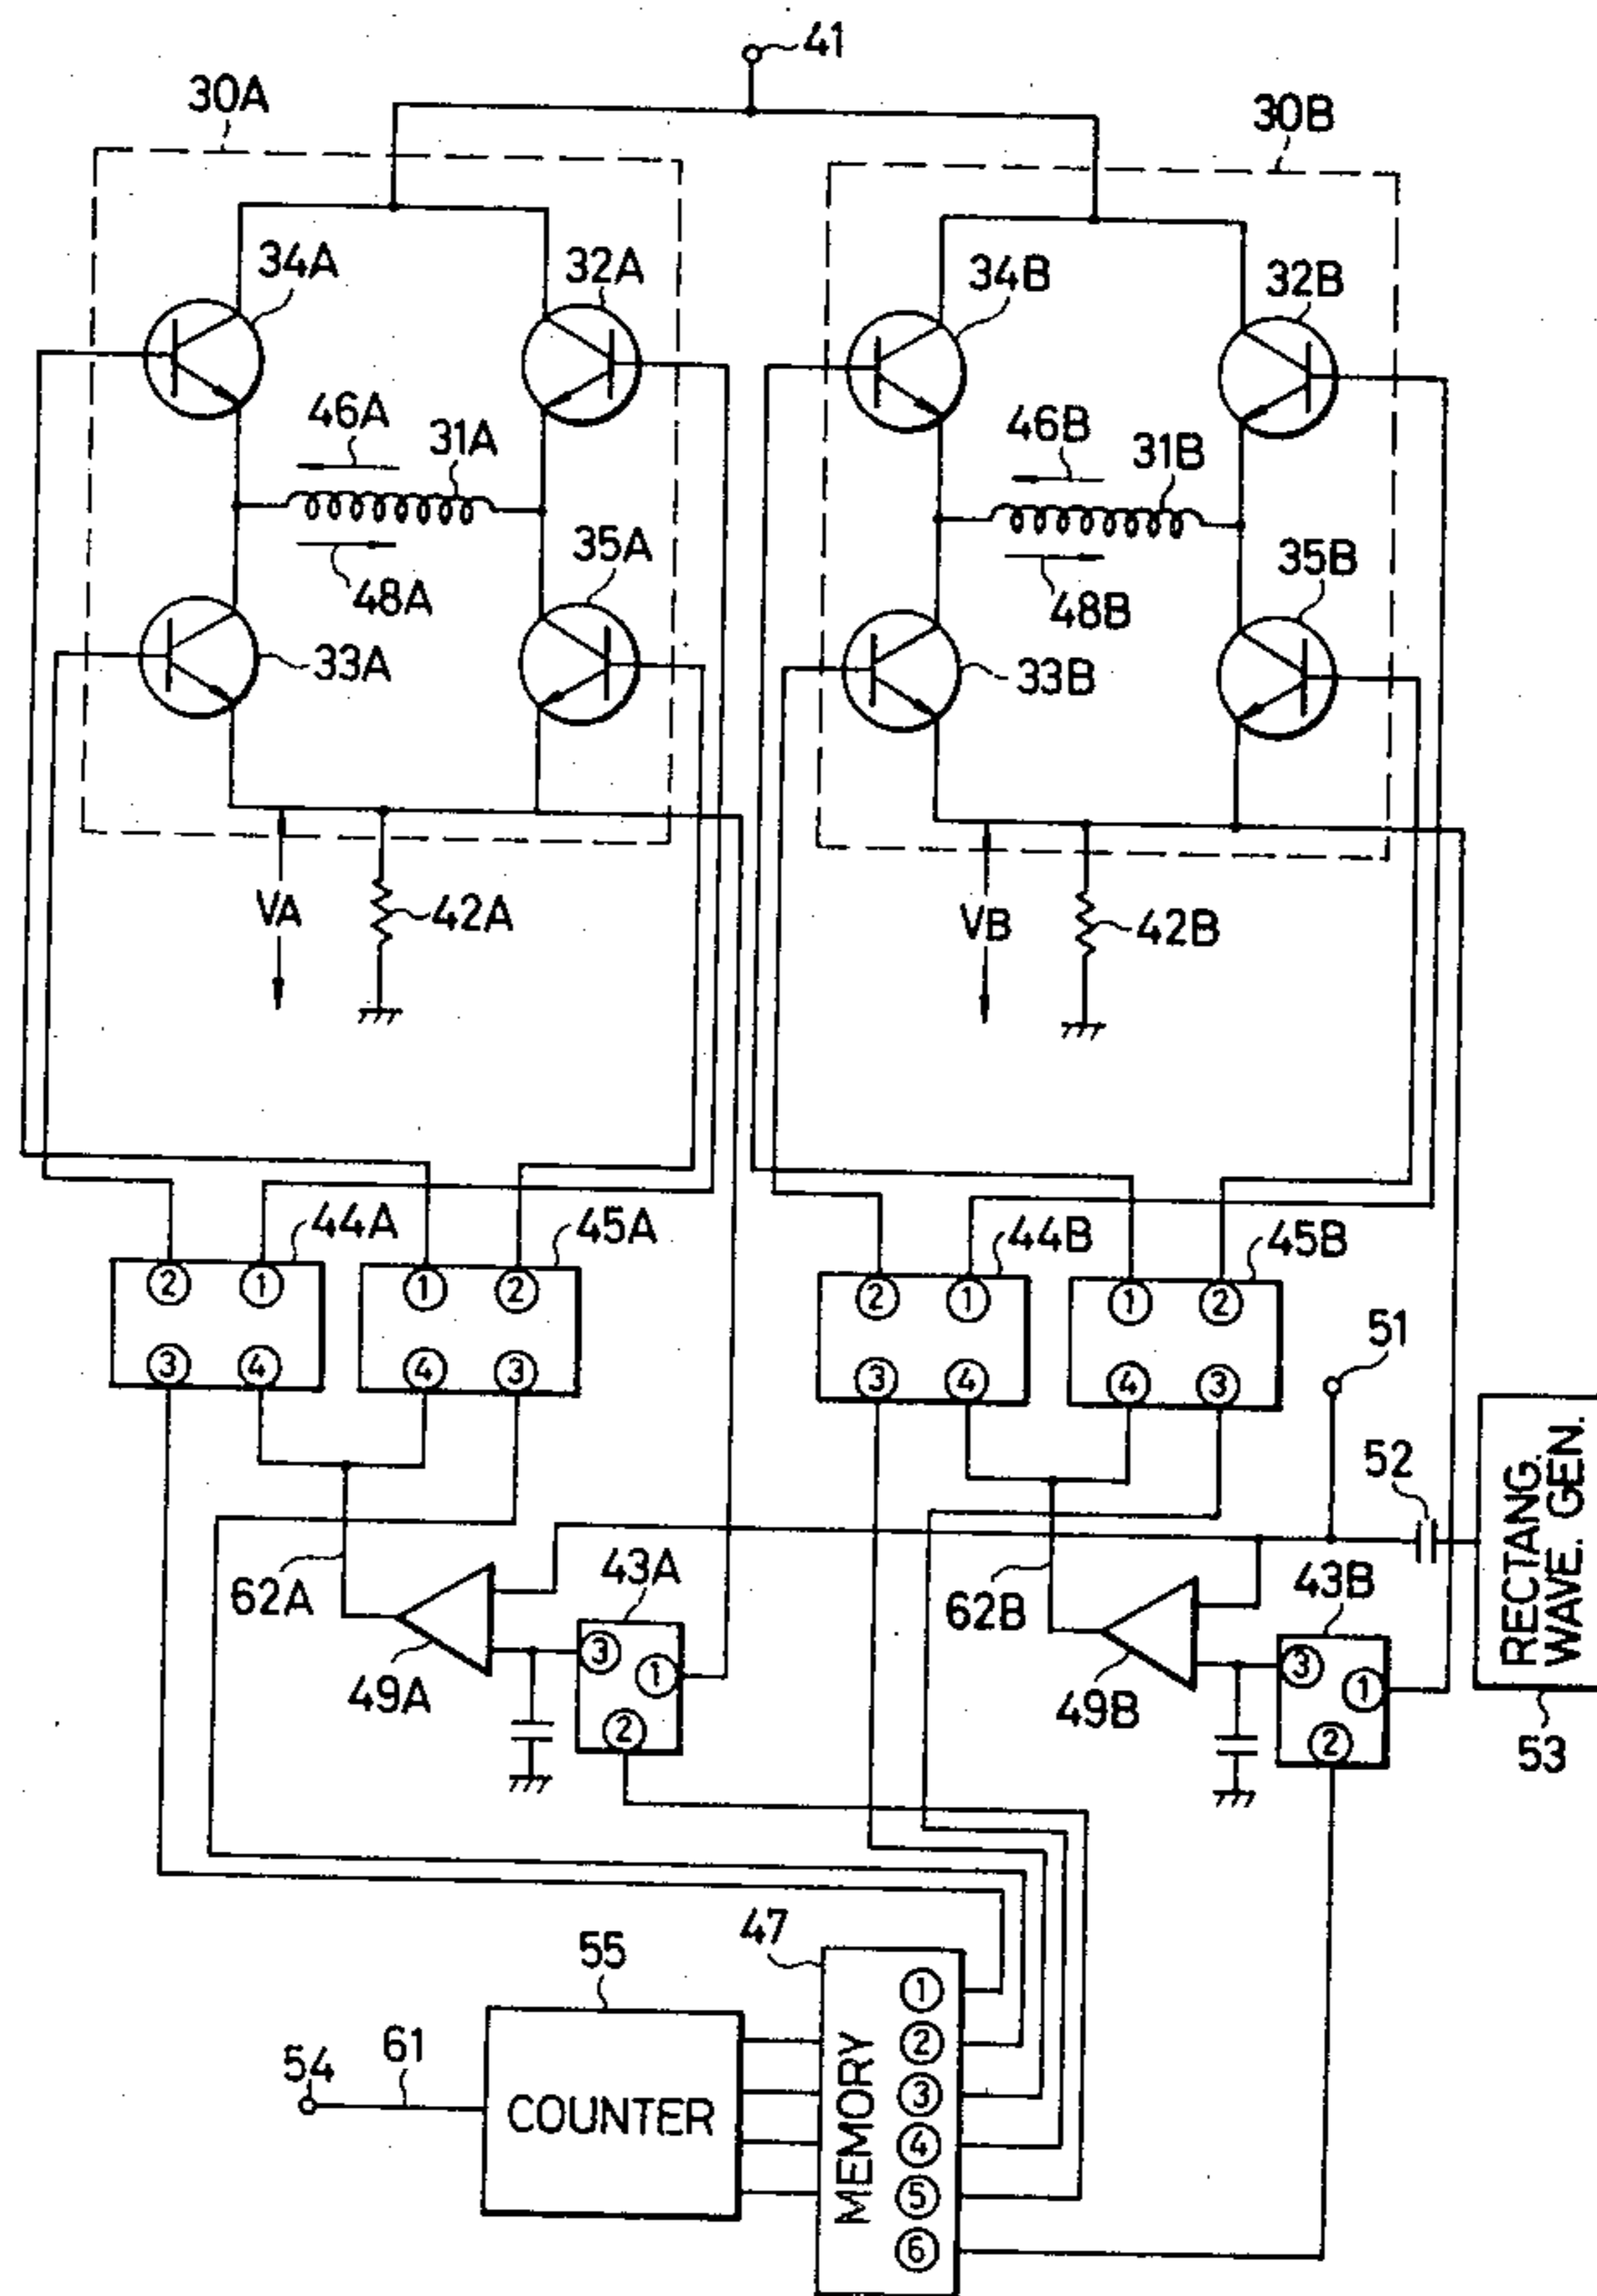 41
30A
30B
34A
32A
34B
32B
46A
31A
46B
31B
48A
35A
48B
35B
33A
33B
VA
42A
VB
42B
44A
45A
44B
45B
② ①
① ②
② ①
① ②
③ ④
④ ③
③ ④
④ ③
51
52
RECTANG.
WAVE. GEN.
53
62A
49A
43A
③
①
②
62B
49B
43B
③
①
②
47
55
54
61
COUNTER
MEMORY
①
②
③
④
⑤
⑥